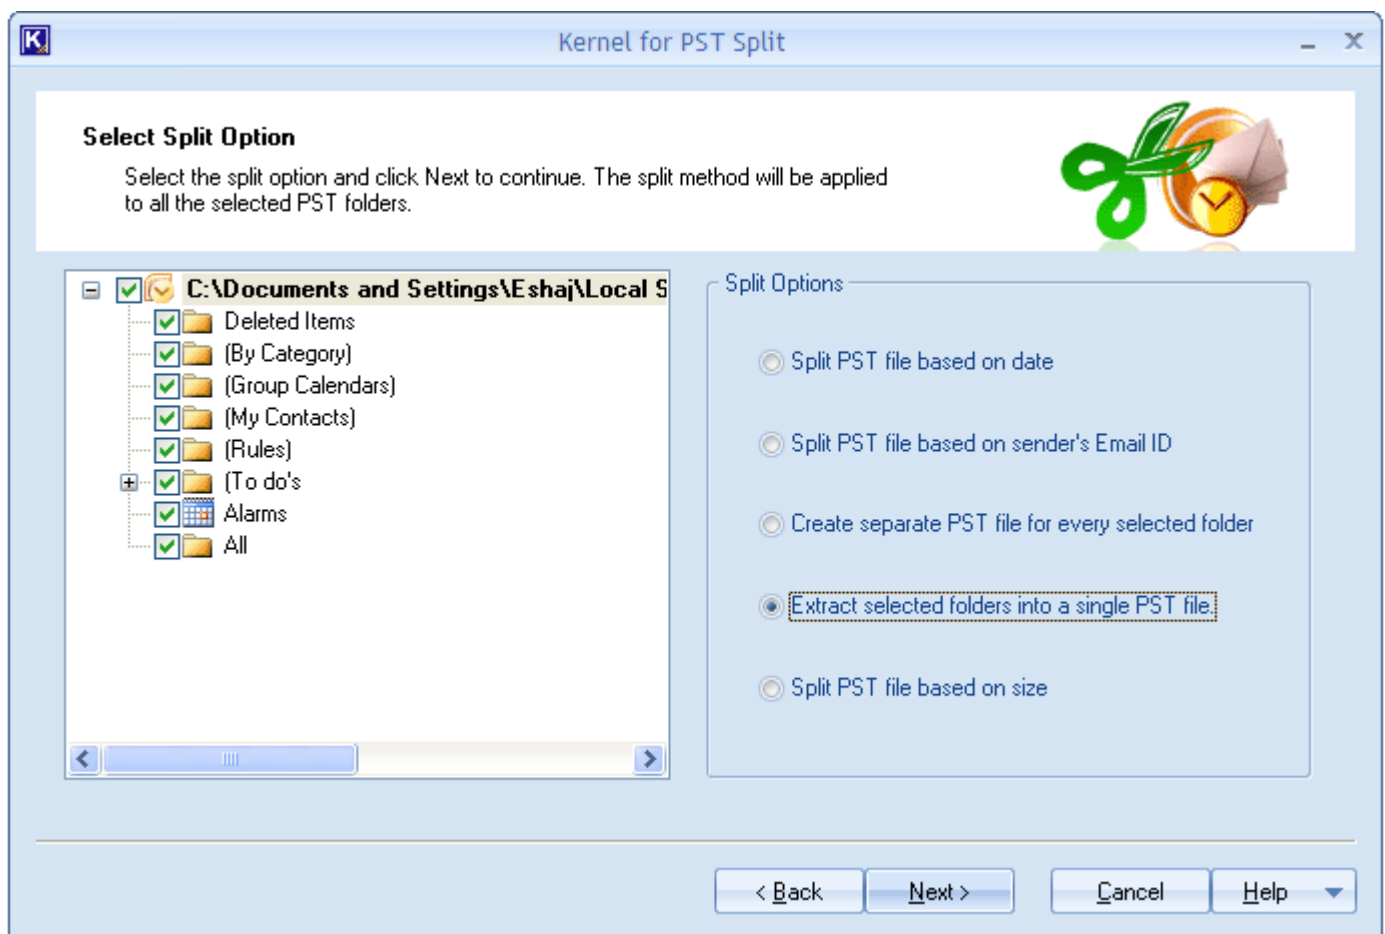 K
Kernel for PST Split
Select Split Option
Select the split option and click Next to continue. The split method will be applied
to all the selected PST folders.
C:\Documents and Settings\Eshaj\Local S
Deleted Items
(By Category)
(Group Calendars)
(My Contacts)
(Rules)
(To do's
Alarms
All
Split Options
Split PST file based on date
Split PST file based on sender's Email ID
Create separate PST file for every selected folder
Extract selected folders into a single PST file.
Split PST file based on size
< Back
Next >
Cancel
Help